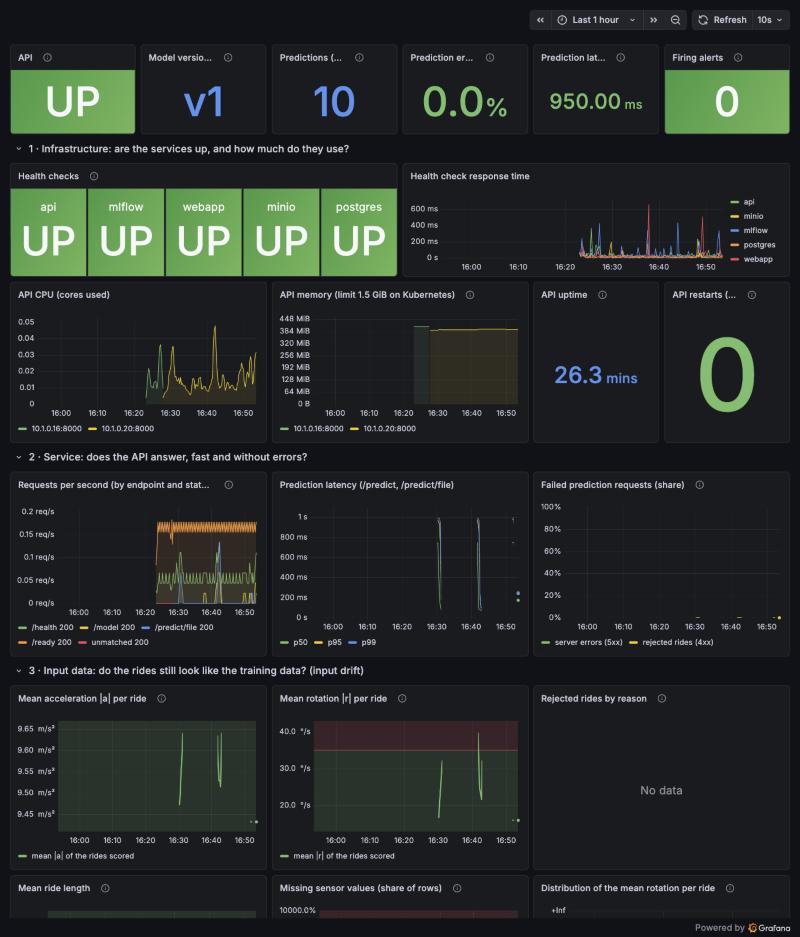 Last 1 hour
Refresh 10s
API
Model versio...
Predictions (...
Prediction er...
Prediction lat...
Firing alerts
UP
v1
10
0.0%
950.00 ms
0
1 · Infrastructure: are the services up, and how much do they use?
Health checks
api
UP
mlflow
UP
webapp
UP
minio
UP
postgres
UP
Health check response time
600 ms
400 ms
200 ms
0 s
16:00 16:10 16:20 16:30 16:40 16:50
api
minio
mlflow
postgres
webapp
API CPU (cores used)
0.05
0.04
0.03
0.02
0.01
0
16:00 16:10 16:20 16:30 16:40 16:50
10.1.0.16:8000 10.1.0.20:8000
API memory (limit 1.5 GiB on Kubernetes)
448 MiB
384 MiB
320 MiB
256 MiB
192 MiB
128 MiB
64 MiB
0 B
16:00 16:10 16:20 16:30 16:40 16:50
10.1.0.16:8000 10.1.0.20:8000
API uptime
26.3 mins
API restarts (...
0
2 · Service: does the API answer, fast and without errors?
Requests per second (by endpoint and stat...
0.2 req/s
0.15 req/s
0.1 req/s
0.05 req/s
0 req/s
16:00 16:10 16:20 16:30 16:40 16:50
/health 200 /model 200 /predict/file 200
/ready 200 unmatched 200
Prediction latency (/predict, /predict/file)
1 s
800 ms
600 ms
400 ms
200 ms
0 s
16:00 16:10 16:20 16:30 16:40 16:50
p50 p95 p99
Failed prediction requests (share)
100%
80%
60%
40%
20%
0%
16:00 16:10 16:20 16:30 16:40 16:50
server errors (5xx) rejected rides (4xx)
3 · Input data: do the rides still look like the training data? (input drift)
Mean acceleration |a| per ride
9.65 m/s²
9.60 m/s²
9.55 m/s²
9.50 m/s²
9.45 m/s²
16:00 16:10 16:20 16:30 16:40 16:50
mean |a| of the rides scored
Mean rotation |r| per ride
40.0 °/s
30.0 °/s
20.0 °/s
16:00 16:10 16:20 16:30 16:40 16:50
mean |r| of the rides scored
Rejected rides by reason
No data
Mean ride length
Missing sensor values (share of rows)
10000.0%
Distribution of the mean rotation per ride
+Inf
Powered by Grafana